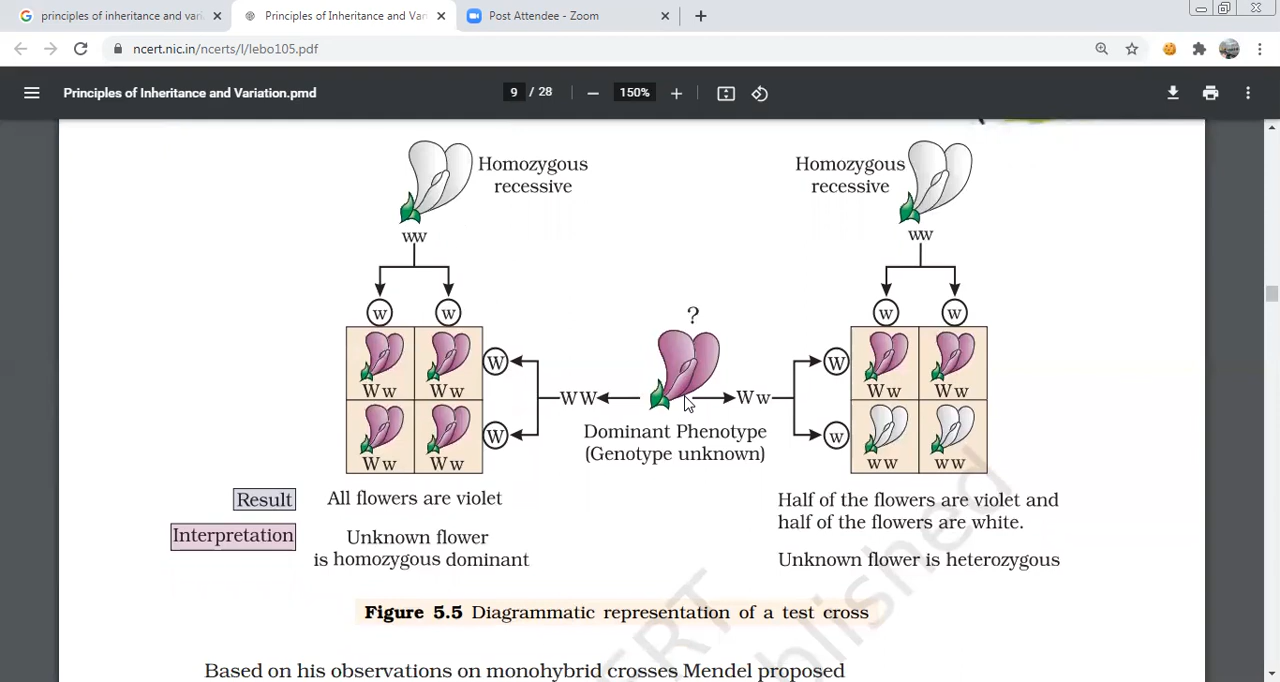 principles of inheritance and vari
Principles of Inheritance and Var
Post Attendee - Zoom
ncert.nic.in/ncerts/l/lebo105.pdf
Principles of Inheritance and Variation.pmd
9 / 28
150%
Homozygous
recessive
ww
Homozygous
recessive
ww
w w
w w
?
Ww Ww
W
WW
Ww
W
Ww Ww
Ww Ww
W
w
ww ww
Dominant Phenotype
(Genotype unknown)
Result
All flowers are violet
Half of the flowers are violet and
half of the flowers are white.
Interpretation
Unknown flower
is homozygous dominant
Unknown flower is heterozygous
Figure 5.5 Diagrammatic representation of a test cross
Based on his observations on monohybrid crosses Mendel proposed